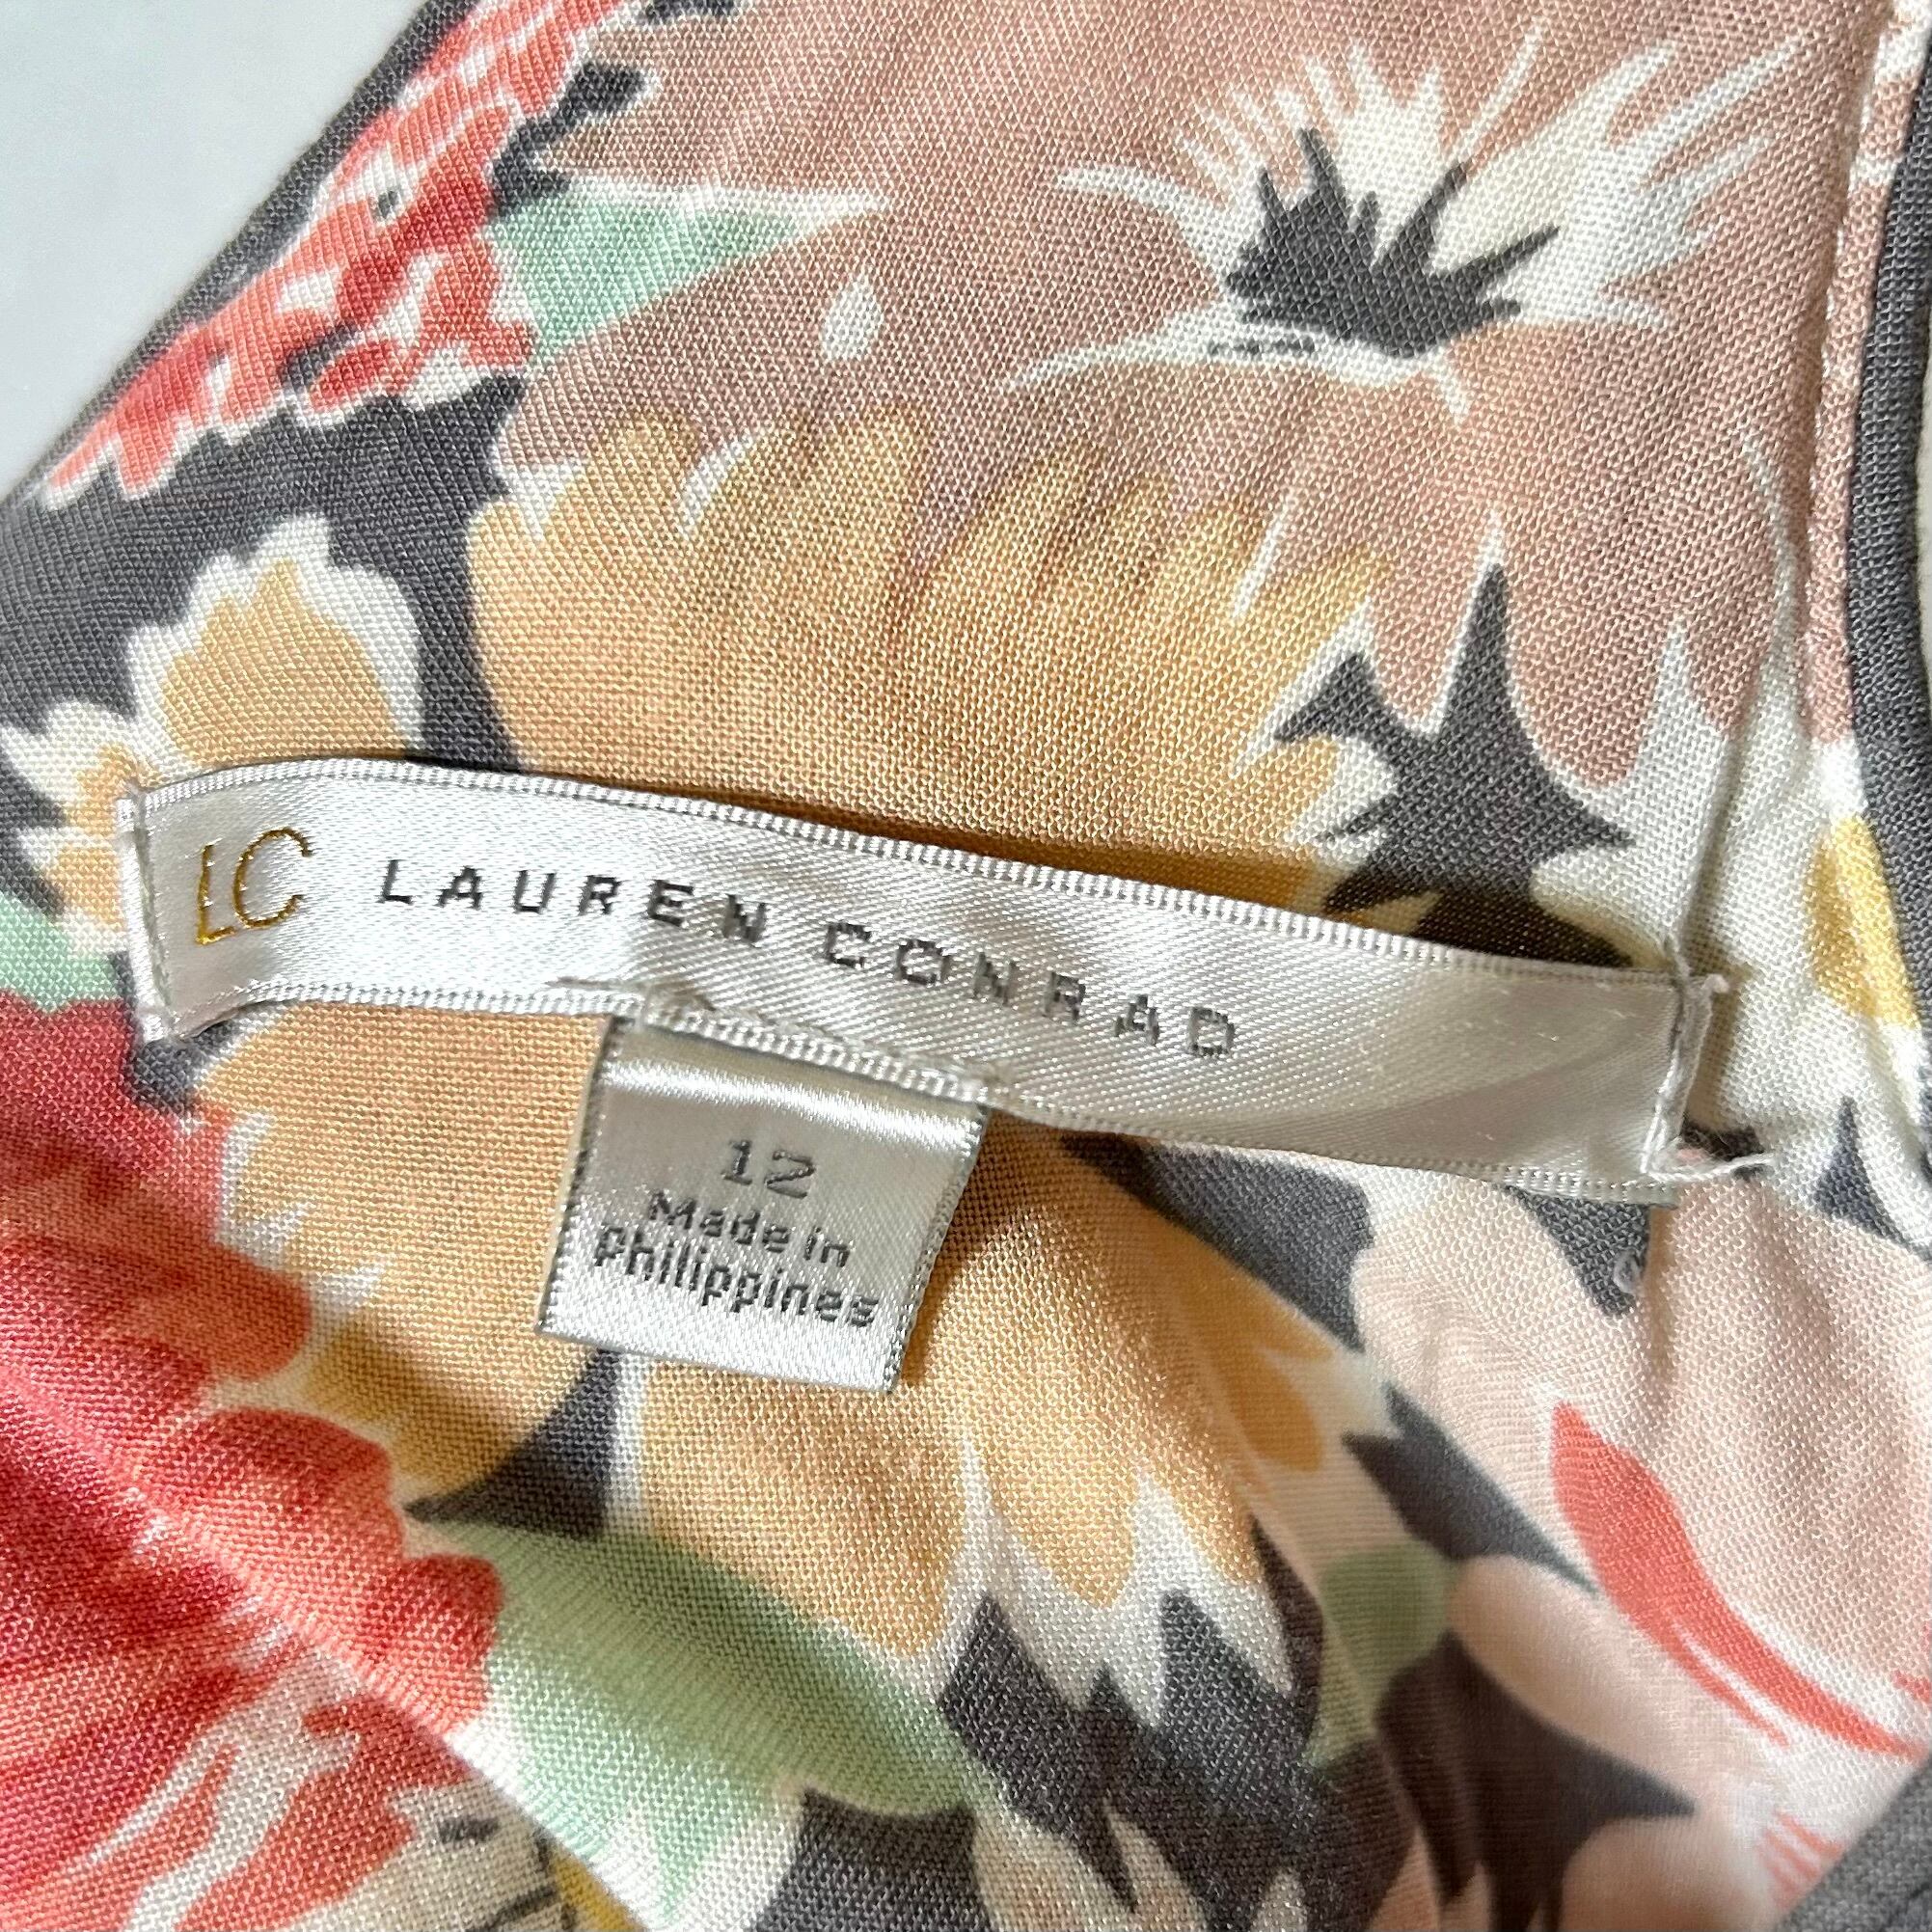 LC LAUREN CONRAD
12
Made in
Philippines